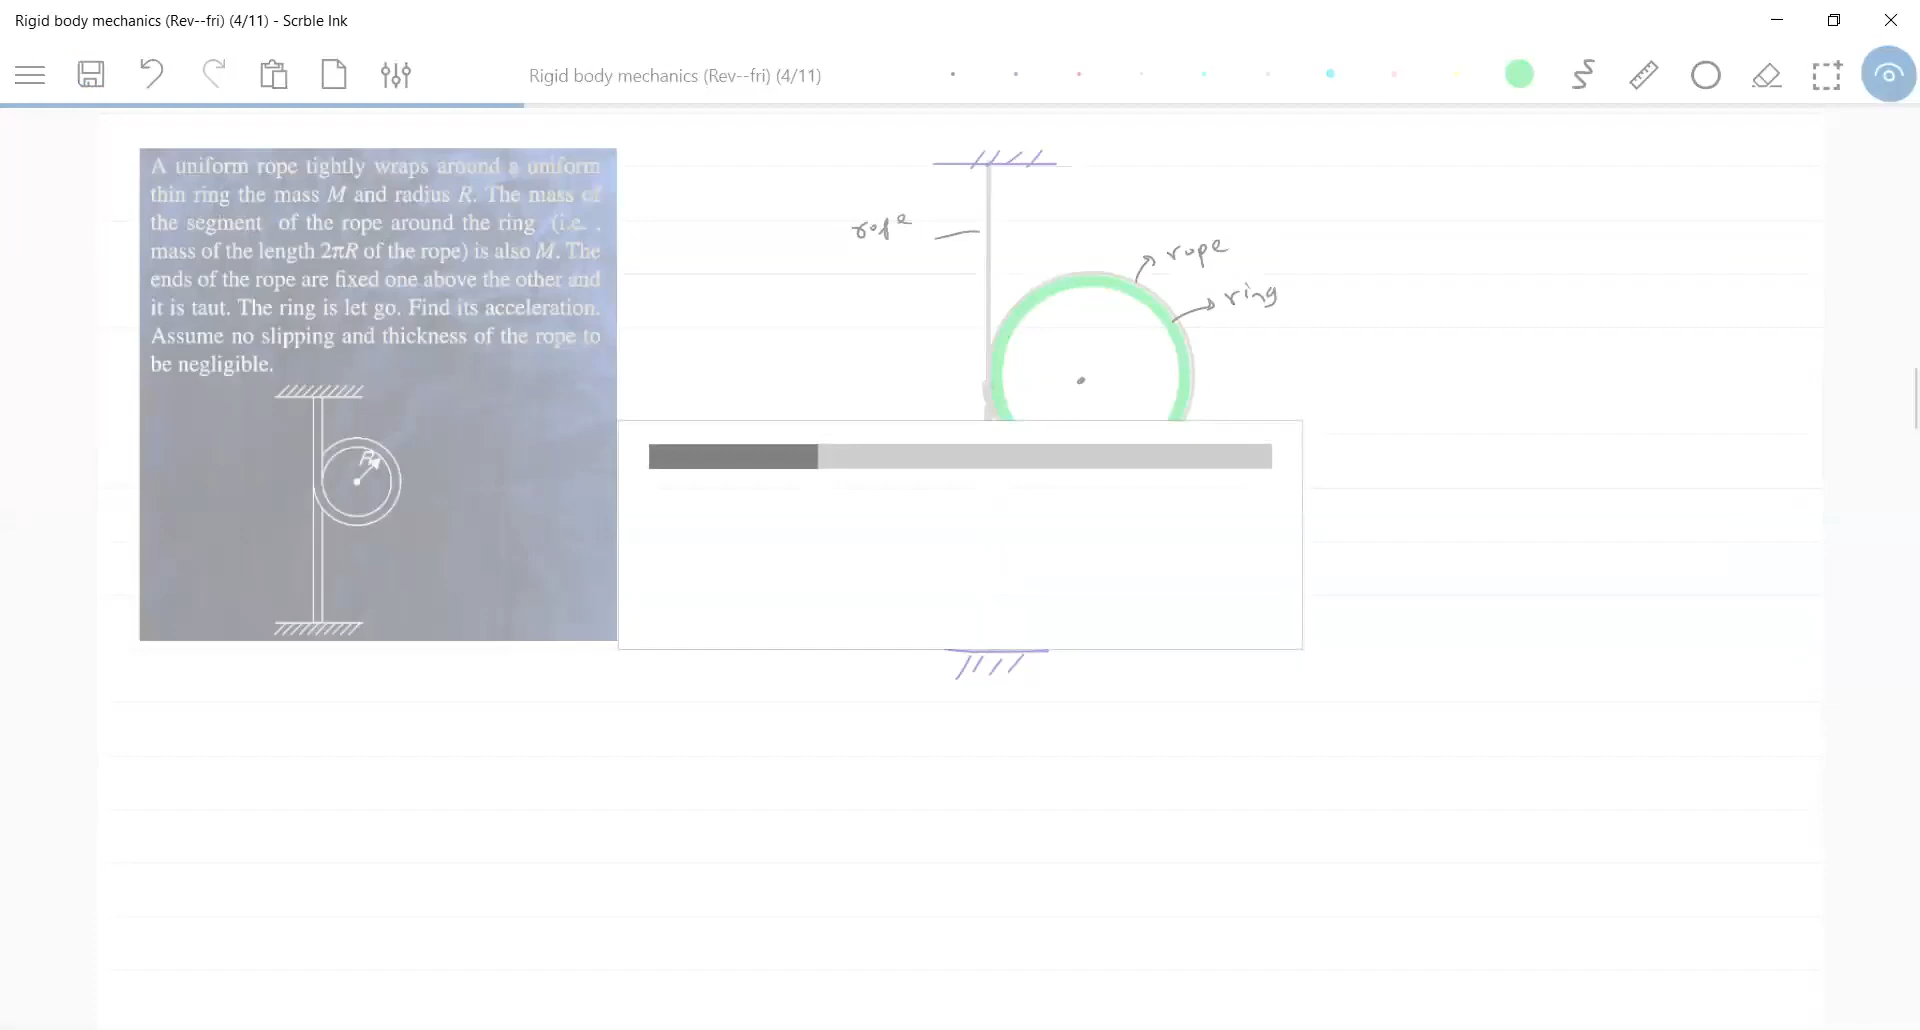 Rigid body mechanics (Rev--fri) (4/11) - Scrble Ink
Rigid body mechanics (Rev--fri) (4/11)
A uniform rope tightly wraps around a uniform
thin ring the mass M and radius R. The mass of
the segment of the rope around the ring (i.e. ,
mass of the length 2πR of the rope) is also M. The
ends of the rope are fixed one above the other and
it is taut. The ring is let go. Find its acceleration.
Assume no slipping and thickness of the rope to
be negligible.
R
rope
rope
ring